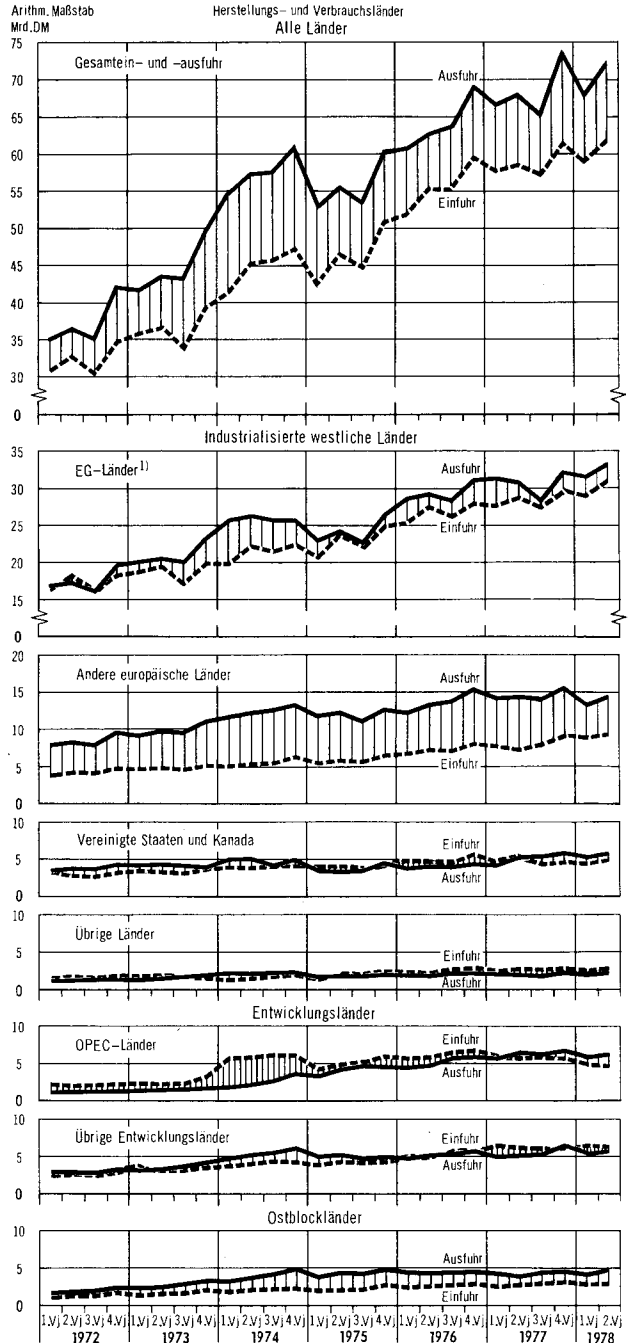 Arithm. Maßstab
Mrd. DM
Herstellungs- und Verbrauchsländer
Alle Länder
75
Gesamtein- und -ausfuhr
Ausfuhr
70
65
60
55
Einfuhr
50
45
40
35
30
0
Industrialisierte westliche Länder
35
EG-Länder¹⁾
Ausfuhr
30
25
Einfuhr
20
15
0
20
Andere europäische Länder
Ausfuhr
15
10
5
Einfuhr
0
10
Vereinigte Staaten und Kanada
Einfuhr
5
Ausfuhr
0
10
Übrige Länder
Einfuhr
5
Ausfuhr
0
Entwicklungsländer
10
OPEC-Länder
Einfuhr
5
Ausfuhr
0
10
Übrige Entwicklungsländer
Einfuhr
5
Ausfuhr
0
Ostblockländer
10
Ausfuhr
5
Einfuhr
0
1.Vj 2.Vj 3.Vj 4.Vj 1.Vj 2.Vj 3.Vj 4.Vj 1.Vj 2.Vj 3.Vj 4.Vj 1.Vj 2.Vj 3.Vj 4.Vj 1.Vj 2.Vj 3.Vj 4.Vj 1.Vj 2.Vj 3.Vj 4.Vj 1.Vj 2.Vj
1972 1973 1974 1975 1976 1977 1978